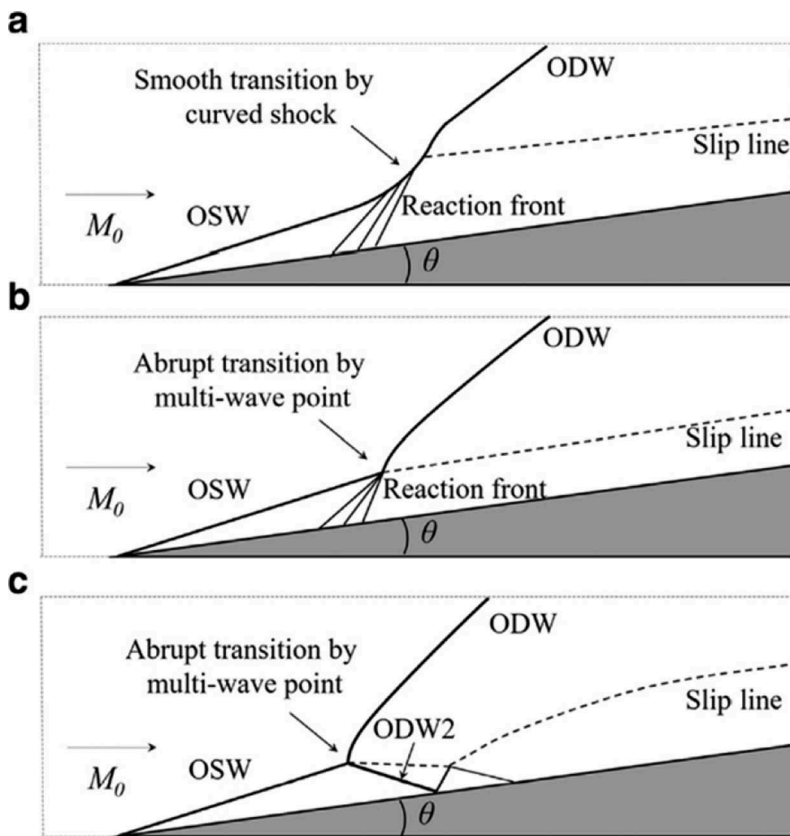 a
Smooth transition by
curved shock
ODW
Slip line
M₀
OSW
Reaction front
θ
b
Abrupt transition by
multi-wave point
ODW
Slip line
M₀
OSW
Reaction front
θ
c
Abrupt transition by
multi-wave point
ODW
ODW2
Slip line
M₀
OSW
θ